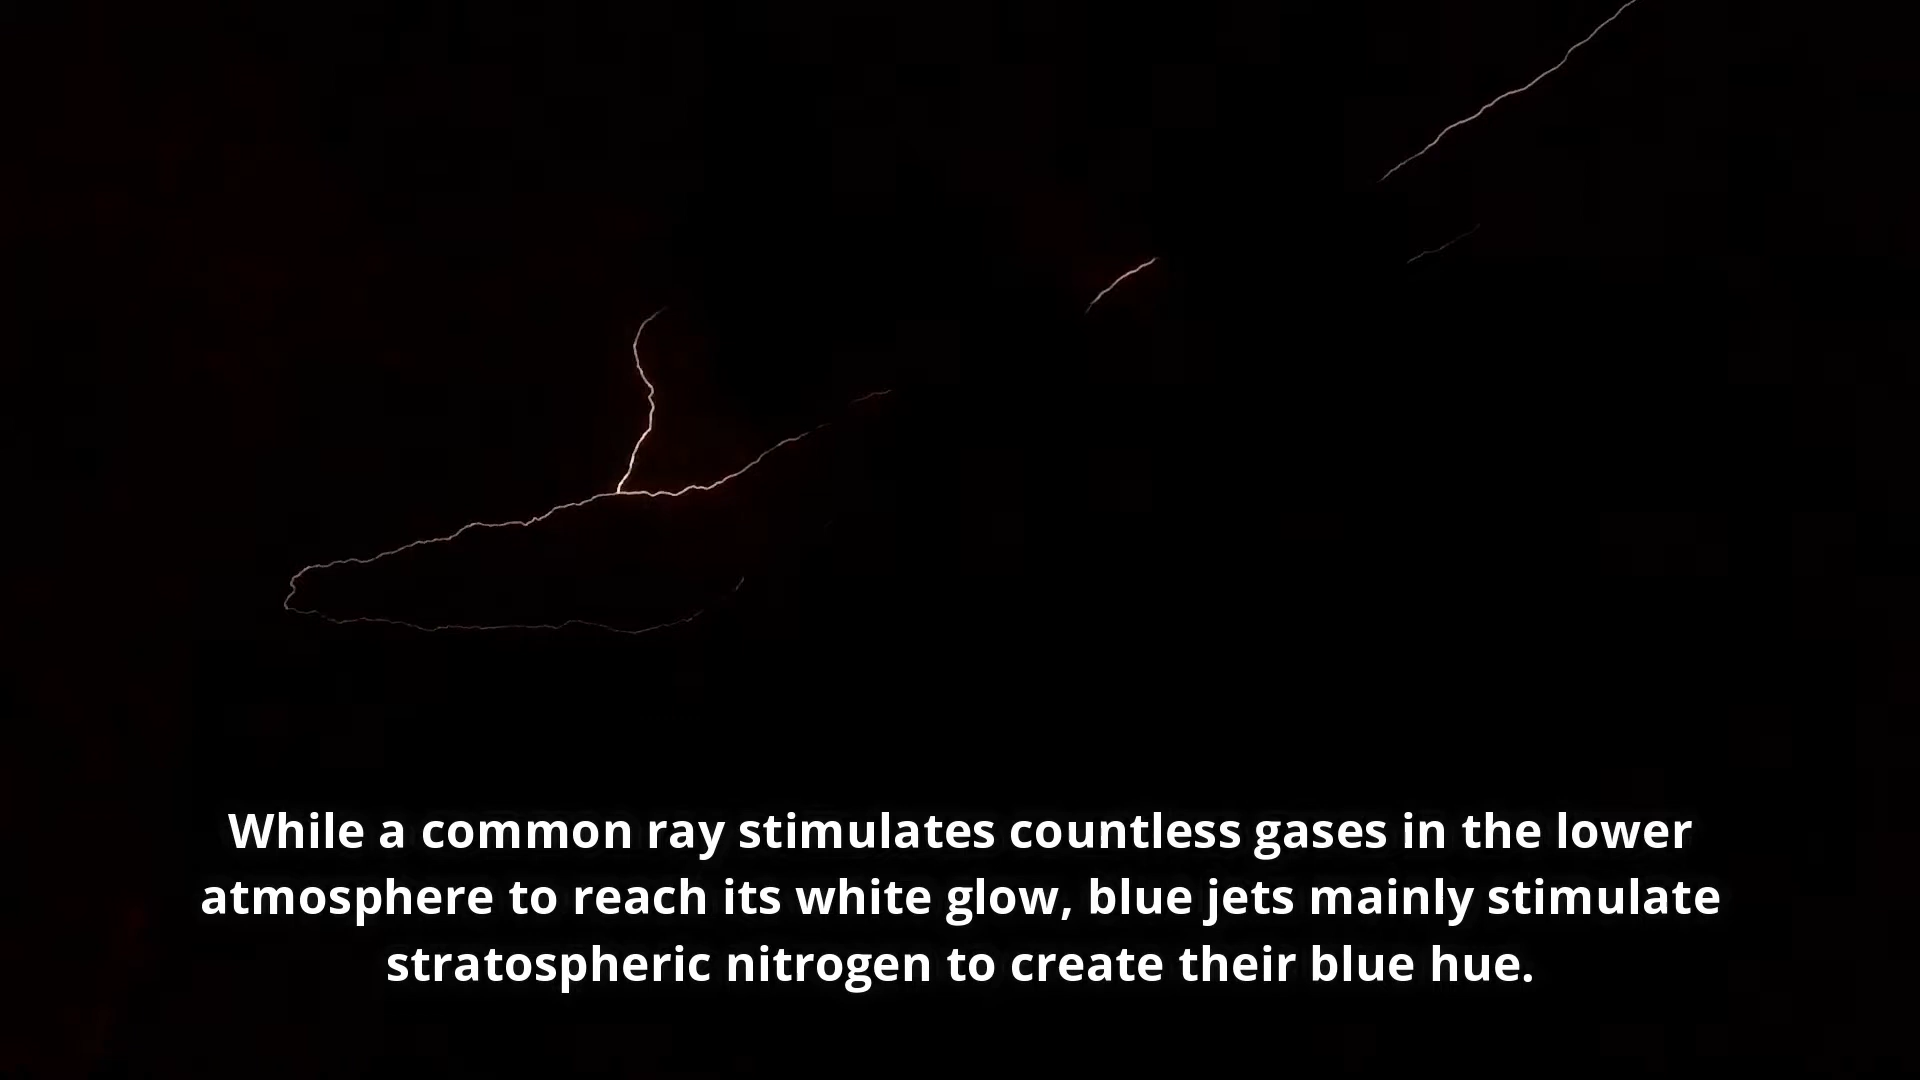 While a common ray stimulates countless gases in the lower
atmosphere to reach its white glow, blue jets mainly stimulate
stratospheric nitrogen to create their blue hue.